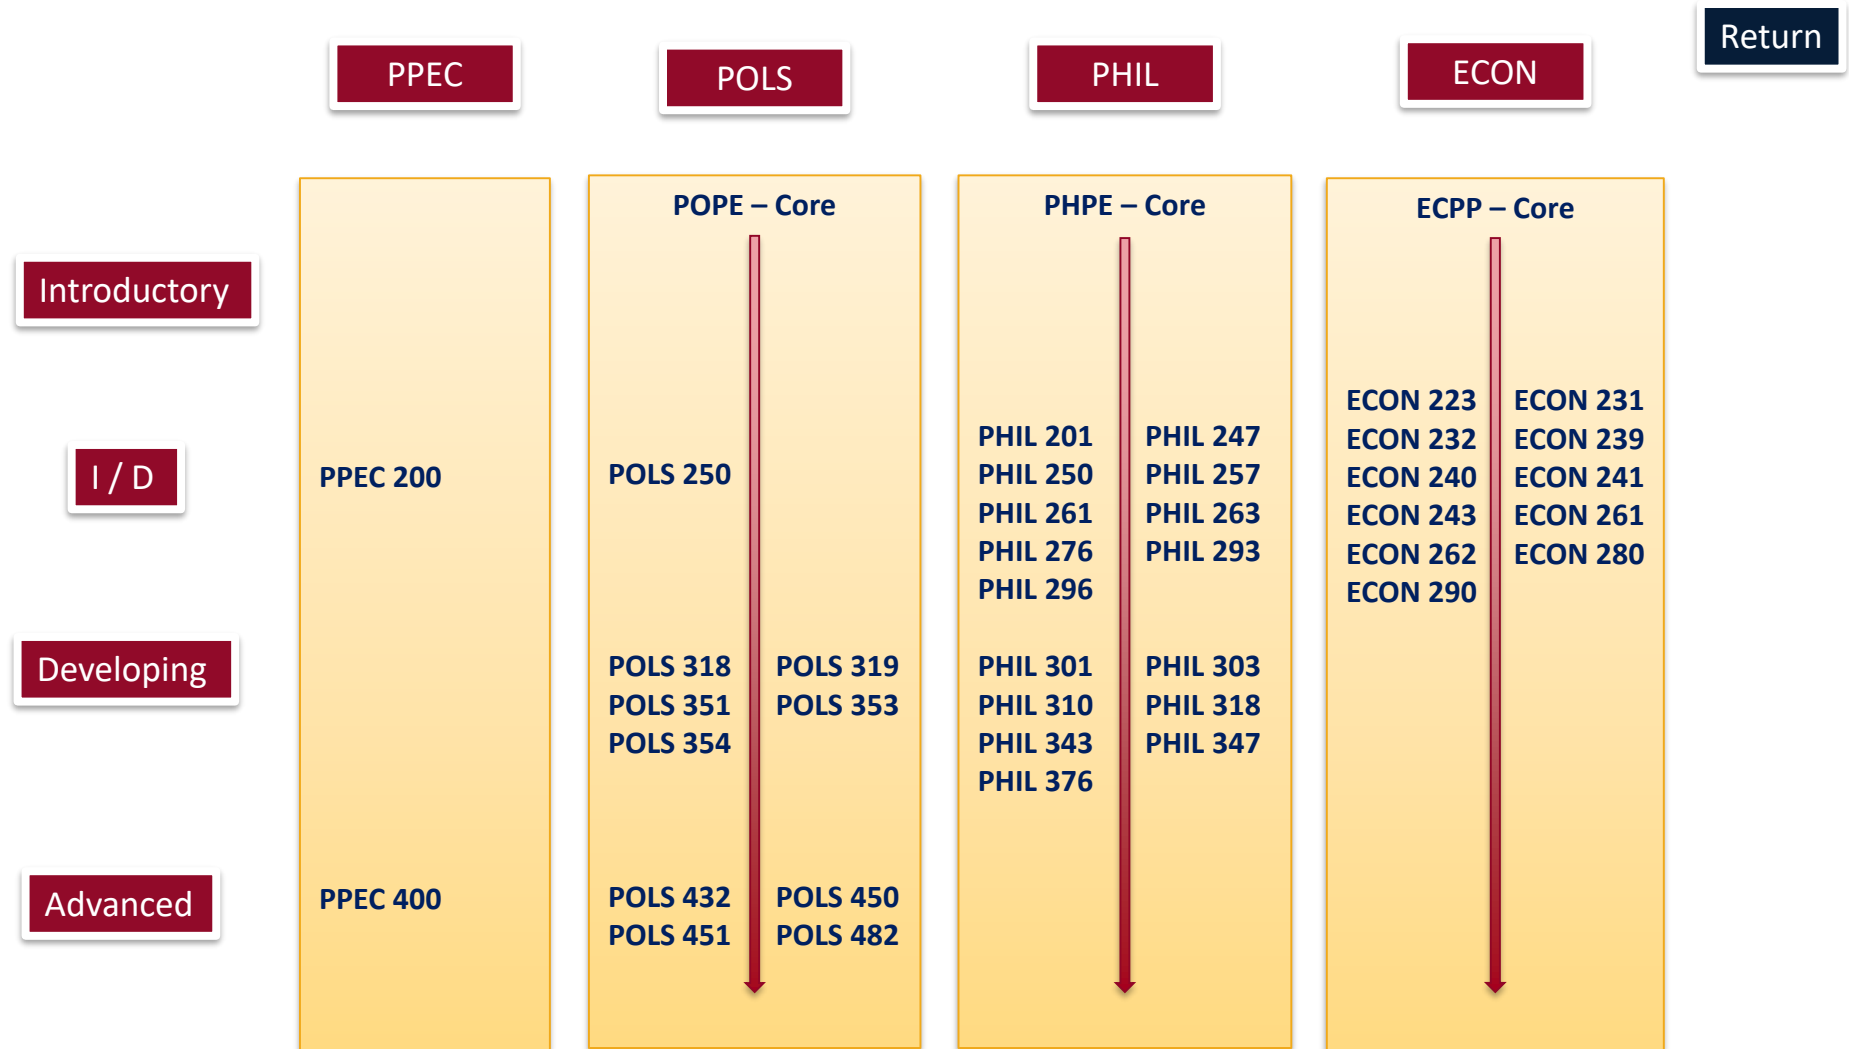 Return
PPEC
POLS
PHIL
ECON
POPE – Core
PHPE – Core
ECPP – Core
Introductory
I / D
PPEC 200
POLS 250
PHIL 201 PHIL 247
PHIL 250 PHIL 257
PHIL 261 PHIL 263
PHIL 276 PHIL 293
PHIL 296
ECON 223 ECON 231
ECON 232 ECON 239
ECON 240 ECON 241
ECON 243 ECON 261
ECON 262 ECON 280
ECON 290
Developing
POLS 318 POLS 319
POLS 351 POLS 353
POLS 354
PHIL 301 PHIL 303
PHIL 310 PHIL 318
PHIL 343 PHIL 347
PHIL 376
Advanced
PPEC 400
POLS 432 POLS 450
POLS 451 POLS 482